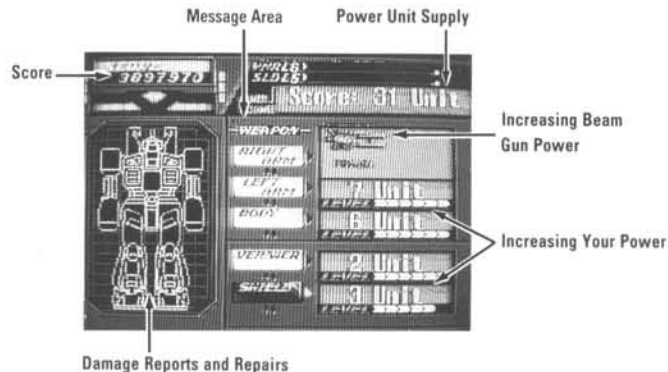 Message Area
Power Unit Supply
Score
3897970
Score: 31 Unit
WEAPON
RIGHT
ARM
LEFT
ARM
BODY
VERNIER
SHIELD
7 Unit
LEVEL
6 Unit
LEVEL
2 Unit
LEVEL
3 Unit
LEVEL
Increasing Beam
Gun Power
Increasing Your Power
Damage Reports and Repairs